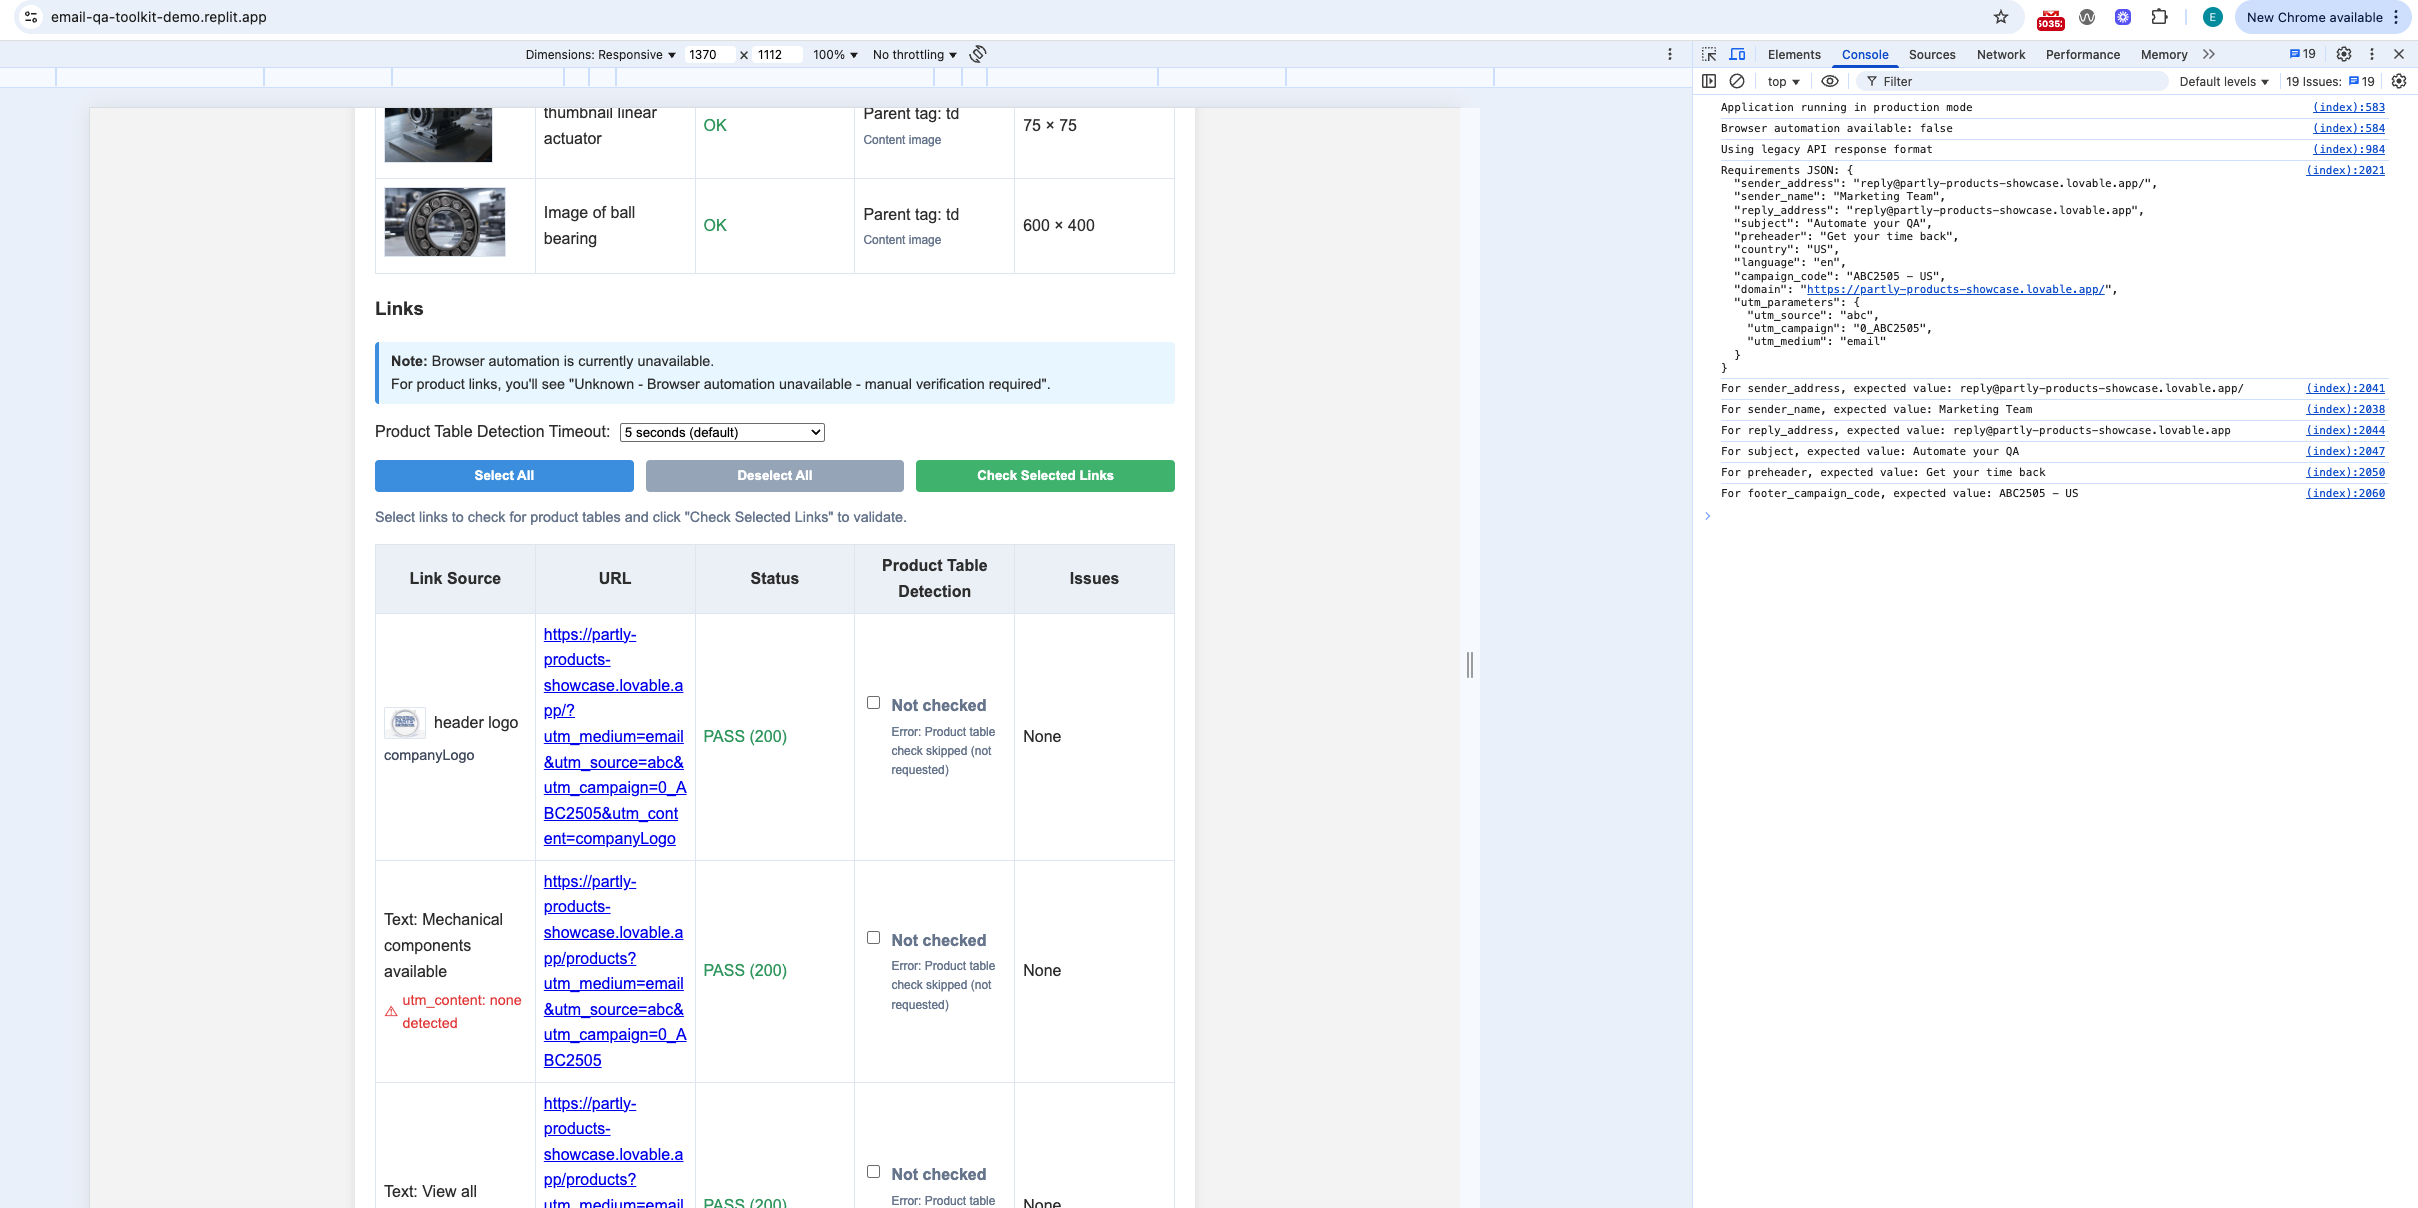 email-qa-toolkit-demo.replit.app
E
New Chrome available
Dimensions: Responsive
1370
×
1112
100%
No throttling
Elements
Console
Sources
Network
Performance
Memory
19
top
Filter
Default levels
19 Issues:
19
thumbnail linear
actuator
OK
Parent tag: td
Content image
75 × 75
Image of ball
bearing
OK
Parent tag: td
Content image
600 × 400
Links
Note: Browser automation is currently unavailable.
For product links, you'll see "Unknown - Browser automation unavailable - manual verification required".
Product Table Detection Timeout:
5 seconds (default)
Select All
Deselect All
Check Selected Links
Select links to check for product tables and click "Check Selected Links" to validate.
Link Source
URL
Status
Product Table
Detection
Issues
header logo
companyLogo
https://partly-
products-
showcase.lovable.a
pp/?
utm_medium=email
&utm_source=abc&
utm_campaign=0_A
BC2505&utm_cont
ent=companyLogo
PASS (200)
Not checked
Error: Product table
check skipped (not
requested)
None
Text: Mechanical
components
available
⚠ utm_content: none
detected
https://partly-
products-
showcase.lovable.a
pp/products?
utm_medium=email
&utm_source=abc&
utm_campaign=0_A
BC2505
PASS (200)
Not checked
Error: Product table
check skipped (not
requested)
None
Text: View all
https://partly-
products-
showcase.lovable.a
pp/products?
utm_medium=email
PASS (200)
Not checked
Error: Product table
None
Application running in production mode (index):583
Browser automation available: false (index):584
Using legacy API response format (index):984
Requirements JSON: { (index):2021
"sender_address": "reply@partly-products-showcase.lovable.app/",
"sender_name": "Marketing Team",
"reply_address": "reply@partly-products-showcase.lovable.app",
"subject": "Automate your QA",
"preheader": "Get your time back",
"country": "US",
"language": "en",
"campaign_code": "ABC2505 – US",
"domain": "https://partly-products-showcase.lovable.app/",
"utm_parameters": {
"utm_source": "abc",
"utm_campaign": "0_ABC2505",
"utm_medium": "email"
}
}
For sender_address, expected value: reply@partly-products-showcase.lovable.app/ (index):2041
For sender_name, expected value: Marketing Team (index):2038
For reply_address, expected value: reply@partly-products-showcase.lovable.app (index):2044
For subject, expected value: Automate your QA (index):2047
For preheader, expected value: Get your time back (index):2050
For footer_campaign_code, expected value: ABC2505 – US (index):2060